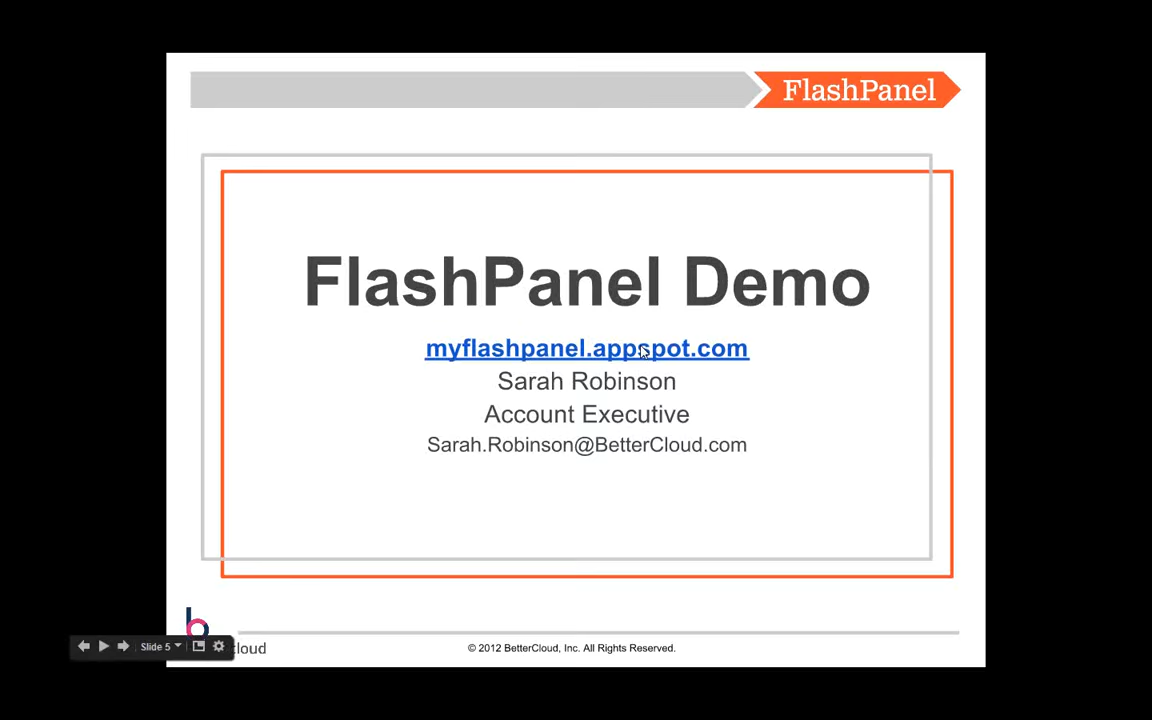 FlashPanel
FlashPanel Demo
myflashpanel.appspot.com
Sarah Robinson
Account Executive
Sarah.Robinson@BetterCloud.com
Slide 5
cloud
© 2012 BetterCloud, Inc. All Rights Reserved.